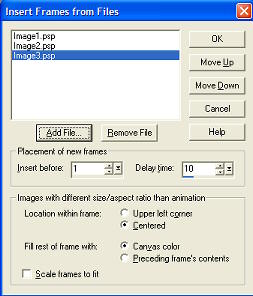 Insert Frames from Files
Image1.psp
Image2.psp
Image3.psp
OK
Move Up
Move Down
Cancel
Add File...
Remove File
Help
Placement of new frames
Insert before: 1
Delay time: 10
Images with different size/aspect ratio than animation
Location within frame:
Upper left corner
Centered
Fill rest of frame with:
Canvas color
Preceding frame's contents
Scale frames to fit